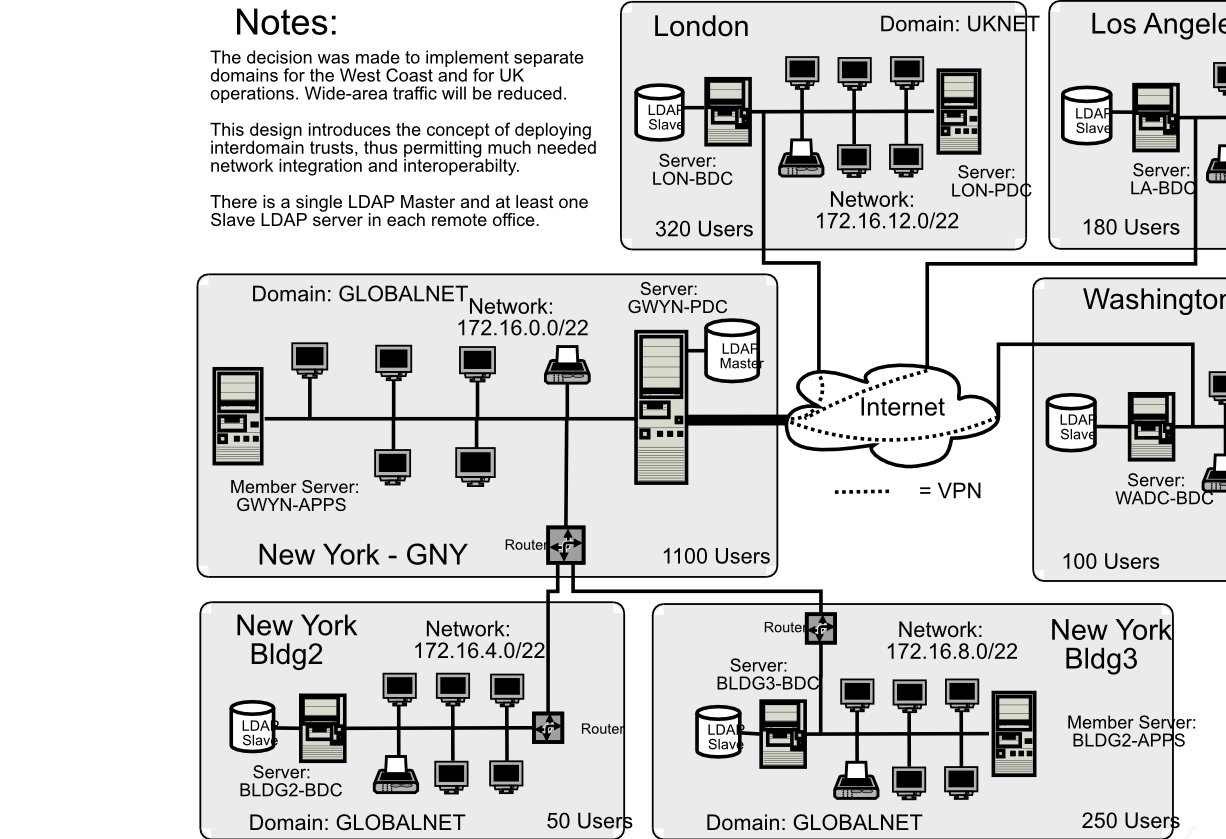 Notes:
The decision was made to implement separate
domains for the West Coast and for UK
operations. Wide-area traffic will be reduced.
This design introduces the concept of deploying
interdomain trusts, thus permitting much needed
network integration and interoperabilty.
There is a single LDAP Master and at least one
Slave LDAP server in each remote office.
London
Domain: UKNET
LDAP
Slave
Server:
LON-BDC
Server:
LON-PDC
Network:
172.16.12.0/22
320 Users
Los Angele
LDAP
Slave
Server:
LA-BDC
180 Users
Domain: GLOBALNET
Network:
172.16.0.0/22
Server:
GWYN-PDC
LDAP
Master
Member Server:
GWYN-APPS
New York - GNY
Router
1100 Users
Internet
= VPN
Washington
LDAP
Slave
Server:
WADC-BDC
100 Users
New York
Bldg2
Network:
172.16.4.0/22
LDAP
Slave
Router
Server:
BLDG2-BDC
Domain: GLOBALNET
50 Users
Router
Network:
172.16.8.0/22
New York
Bldg3
Server:
BLDG3-BDC
LDAP
Slave
Member Server:
BLDG2-APPS
Domain: GLOBALNET
250 Users